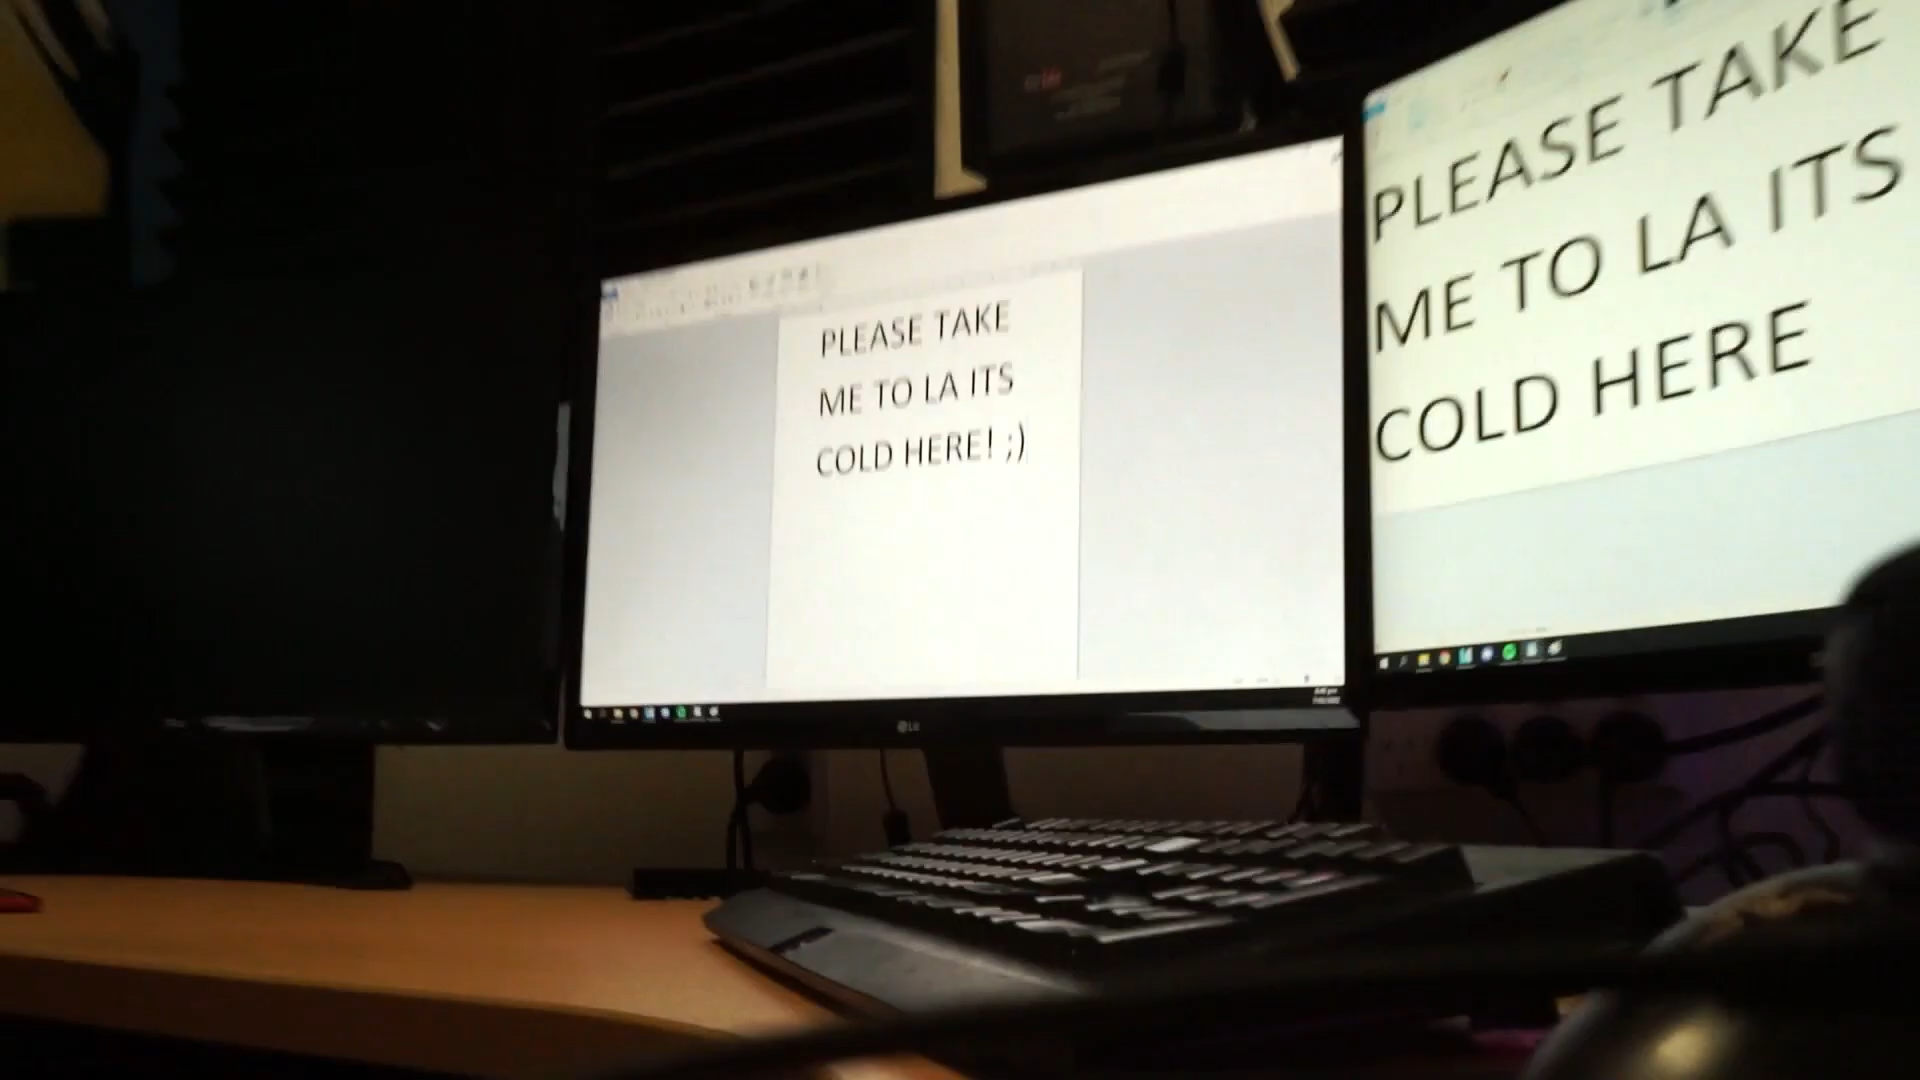 PLEASE TAKE
ME TO LA ITS
COLD HERE! ;)
LG
PLEASE TAKE
ME TO LA ITS
COLD HERE